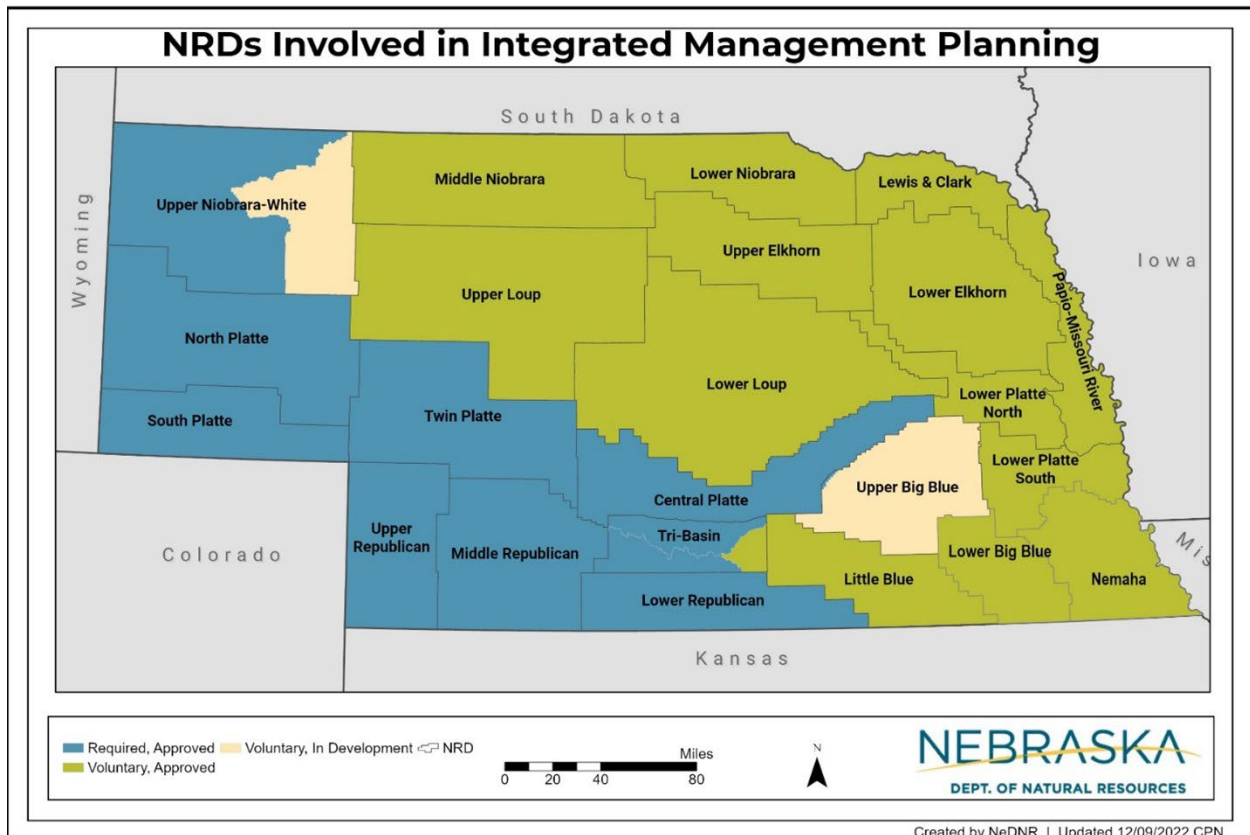 NRDs Involved in Integrated Management Planning
South Dakota
Wyoming
Iowa
Middle Niobrara
Lower Niobrara
Lewis & Clark
Upper Niobrara-White
Upper Elkhorn
Lower Elkhorn
Papio-Missouri River
Upper Loup
North Platte
Lower Loup
Lower Platte
North
South Platte
Twin Platte
Lower Platte
South
Upper Big Blue
Central Platte
Colorado
Upper
Republican
Middle Republican
Tri-Basin
Lower Big Blue
Little Blue
Nemaha
Mis
Lower Republican
Kansas
Required, Approved Voluntary, In Development NRD
Voluntary, Approved
Miles
0 20 40 80
N
NEBRASKA
DEPT. OF NATURAL RESOURCES
Created by NeDNR | Updated 12/09/2022 CPN